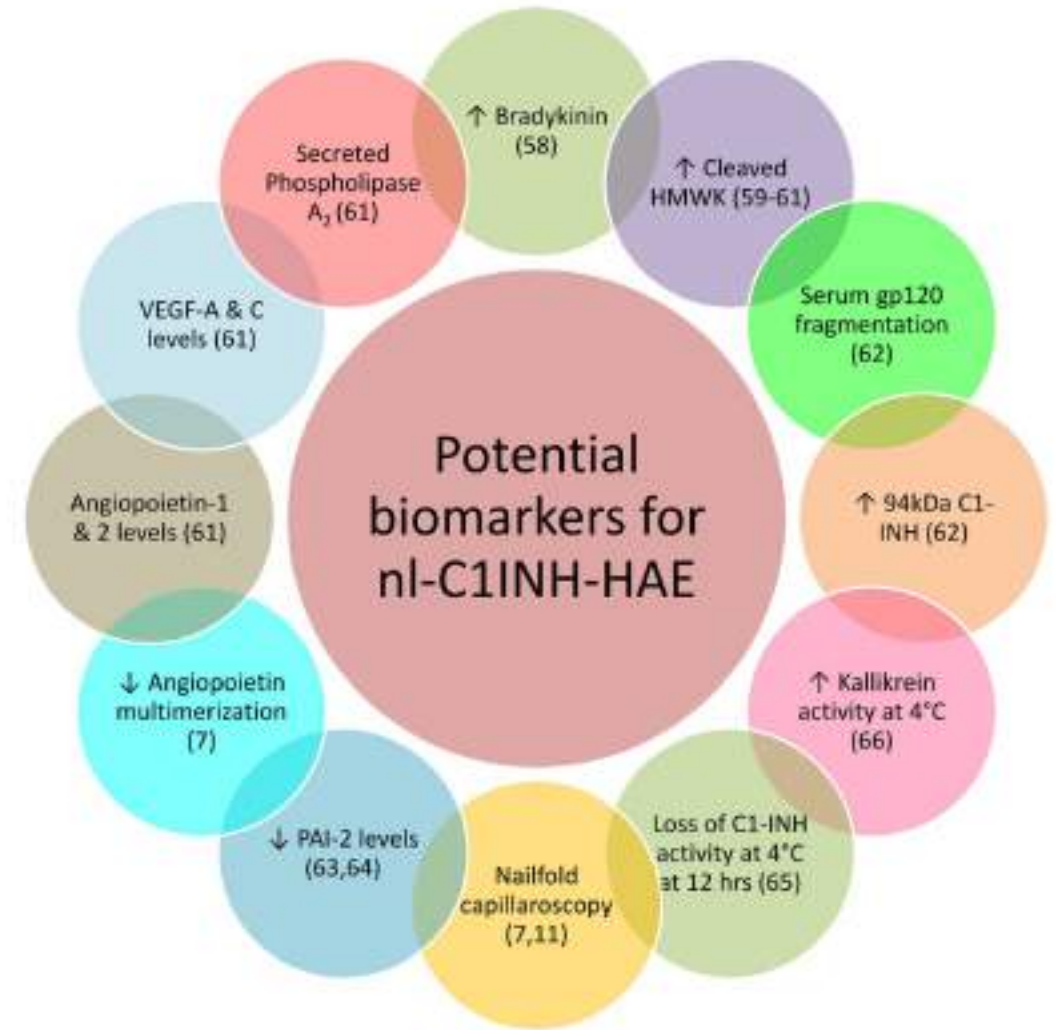 Potential
biomarkers for
nl-C1INH-HAE
↑ Bradykinin
(58)
↑ Cleaved
HMWK (59-61)
Serum gp120
fragmentation
(62)
↑ 94kDa C1-
INH (62)
↑ Kallikrein
activity at 4°C
(66)
Loss of C1-INH
activity at 4°C
at 12 hrs (65)
Nailfold
capillaroscopy
(7,11)
↓ PAI-2 levels
(63,64)
↓ Angiopoietin
multimerization
(7)
Angiopoietin-1
& 2 levels (61)
VEGF-A & C
levels (61)
Secreted
Phospholipase
A₂ (61)